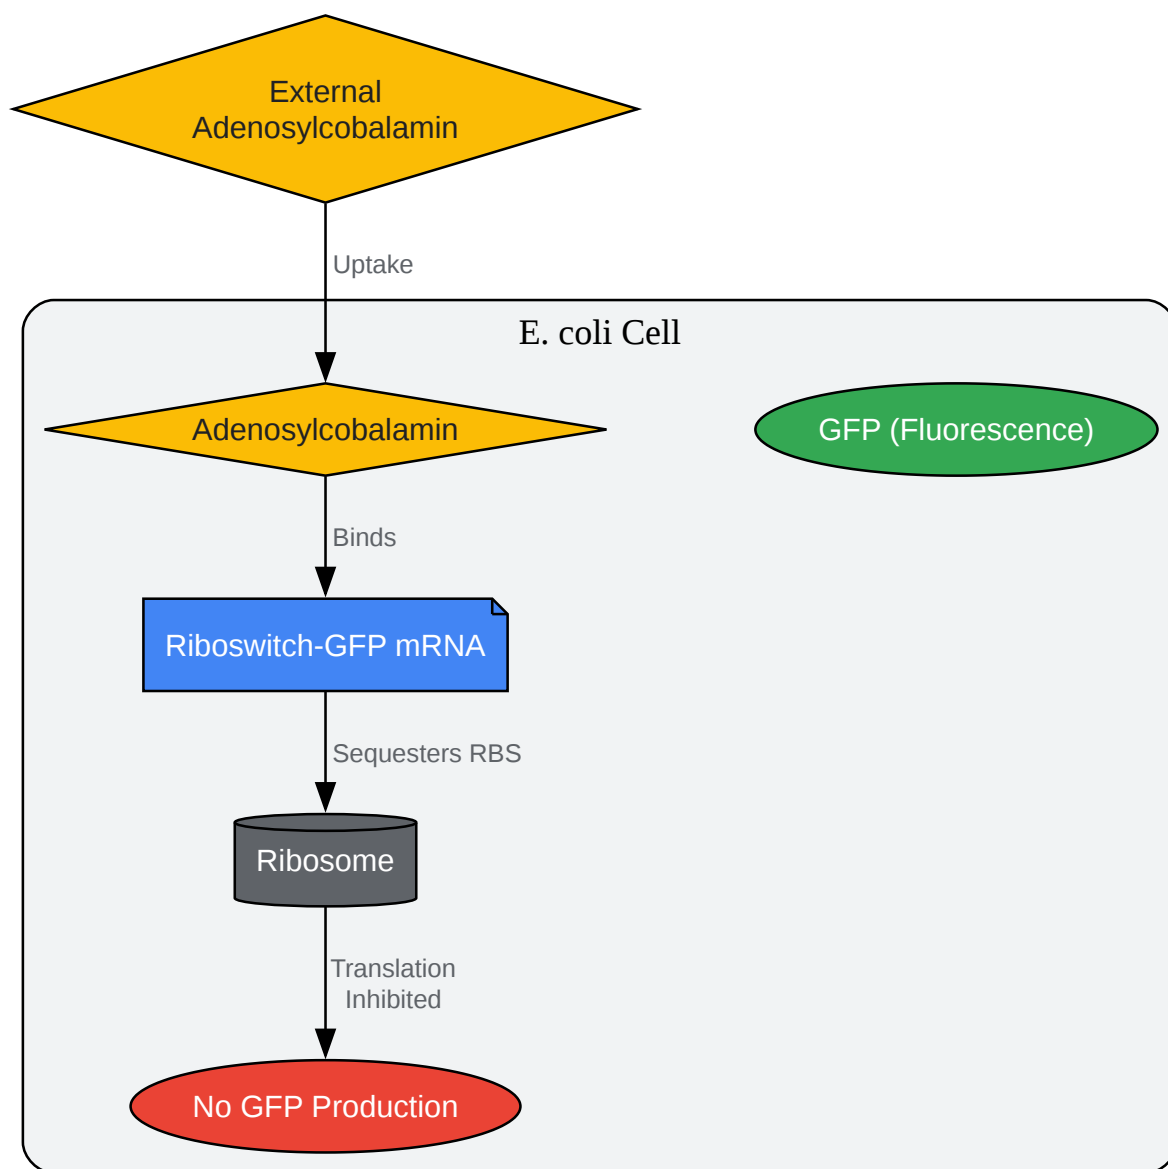 External
Adenosylcobalamin
Uptake
E. coli Cell
Adenosylcobalamin
GFP (Fluorescence)
Binds
Riboswitch-GFP mRNA
Sequesters RBS
Ribosome
Translation
Inhibited
No GFP Production